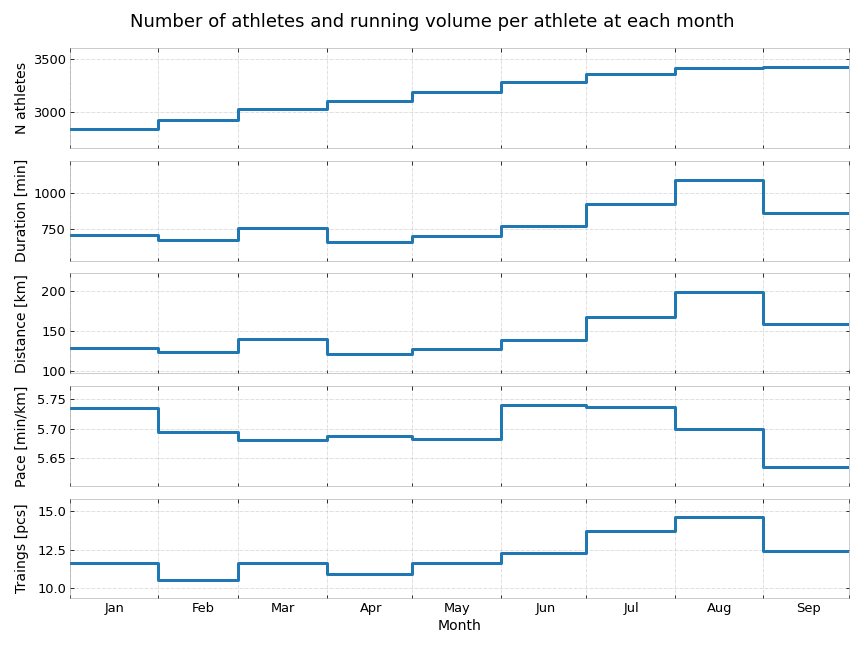 Number of athletes and running volume per athlete at each month
N athletes
3500
3000
Duration [min]
1000
750
Distance [km]
200
150
100
Pace [min/km]
5.75
5.70
5.65
Traings [pcs]
15.0
12.5
10.0
Jan Feb Mar Apr May Jun Jul Aug Sep
Month